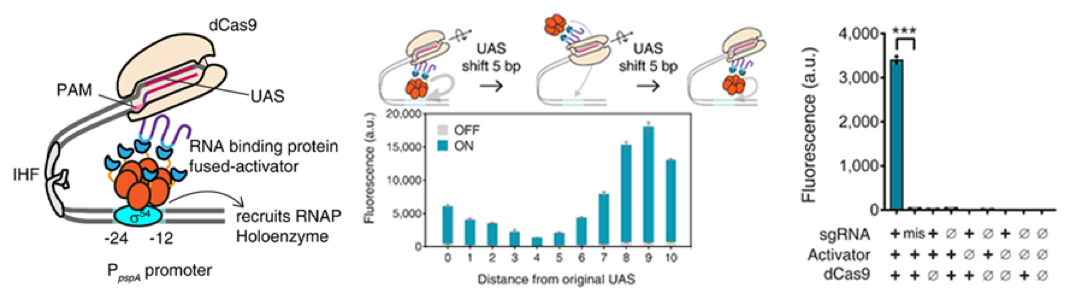 dCas9
PAM
UAS
RNA binding protein
fused-activator
IHF
σ⁻⁵⁴
recruits RNAP
Holoenzyme
-24 -12
PpspA promoter
UAS
shift 5 bp
UAS
shift 5 bp
Fluorescence (a.u.)
20,000
15,000
10,000
5,000
0
OFF
ON
0 1 2 3 4 5 6 7 8 9 10
Distance from original UAS
Fluorescence (a.u.)
4,000
3,000
2,000
1,000
0
***
sgRNA + mis + ∅ + ∅ + ∅ ∅
Activator + + + + ∅ + ∅ ∅ ∅
dCas9 + + ∅ + + ∅ ∅ + ∅